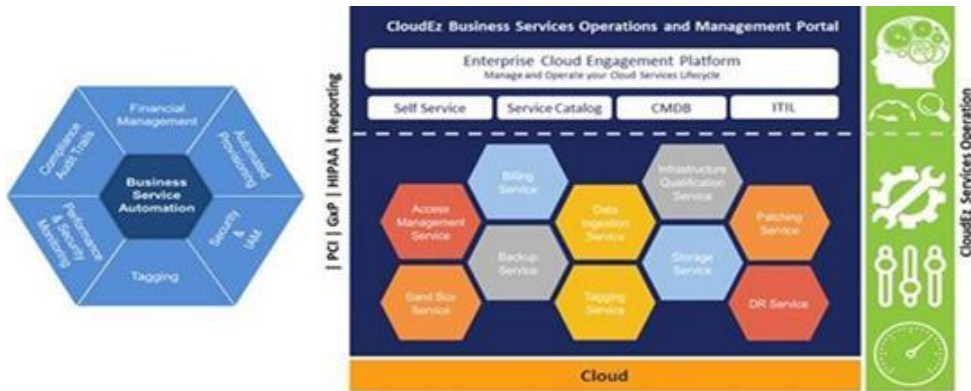 Financial
Management
Automated
Provisioning
Security
& IAM
Tagging
Performance
& Security
Monitoring
Compliance
Audit Trails
Business
Service
Automation
| PCI | GxP | HIPAA | Reporting
CloudEz Business Services Operations and Management Portal
Enterprise Cloud Engagement Platform
Manage and Operate your Cloud Services Lifecycle
Self Service
Service Catalog
CMDB
ITIL
Billing
Service
Infrastructure
Qualification
Service
Access
Management
Service
Data
Ingestion
Service
Patching
Service
Backup
Service
Storage
Service
Sand Box
Service
Tagging
Service
DR Service
Cloud
CloudEz Services Operation